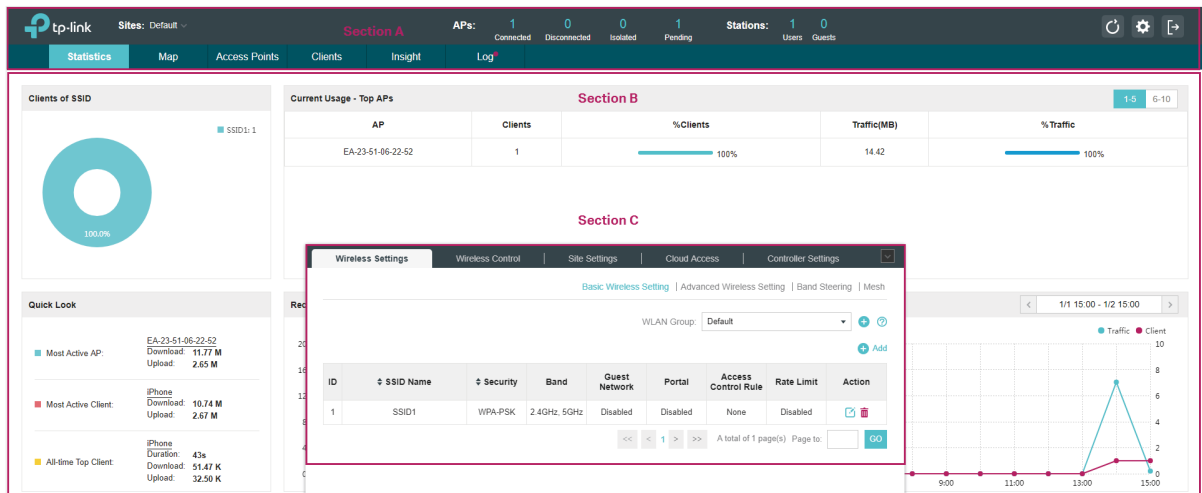 tp-link Sites: Default Section A APs: 1 Connected 0 Disconnected 0 Isolated 1 Pending Stations: 1 Users 0 Guests
Statistics Map Access Points Clients Insight Log
Clients of SSID
SSID1: 1
100.0%
Current Usage - Top APs Section B 1-5 6-10
AP Clients %Clients Traffic(MB) %Traffic
EA-23-51-06-22-52 1 100% 14.42 100%
Section C
Wireless Settings Wireless Control | Site Settings | Cloud Access | Controller Settings
Basic Wireless Setting | Advanced Wireless Setting | Band Steering | Mesh
WLAN Group: Default
Add
ID SSID Name Security Band Guest Network Portal Access Control Rule Rate Limit Action
1 SSID1 WPA-PSK 2.4GHz, 5GHz Disabled Disabled None Disabled
<< < 1 > >> A total of 1 page(s) Page to: GO
Quick Look
Most Active AP: EA-23-51-06-22-52
Download: 11.77 M
Upload: 2.65 M
Most Active Client: iPhone
Download: 10.74 M
Upload: 2.67 M
All-time Top Client: iPhone
Duration: 43s
Download: 51.47 K
Upload: 32.50 K
Rec
< 1/1 15:00 - 1/2 15:00 >
Traffic Client
10
8
6
4
2
0
9:00 11:00 13:00 15:00